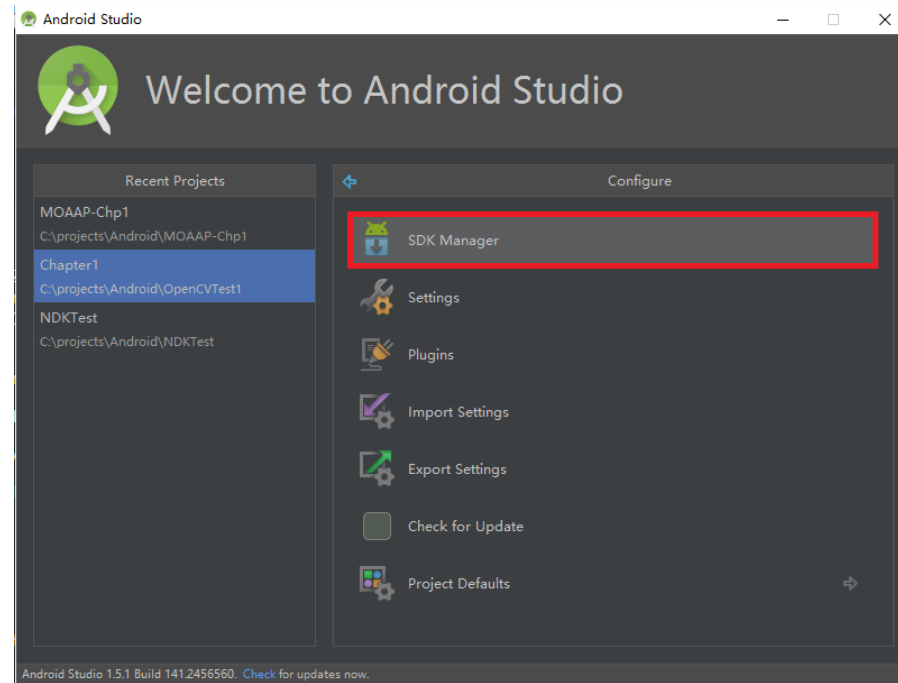 Android Studio
Welcome to Android Studio
Recent Projects
MOAAP-Chp1
C:\projects\Android\MOAAP-Chp1
Chapter1
C:\projects\Android\OpenCVTest1
NDKTest
C:\projects\Android\NDKTest
Configure
SDK Manager
Settings
Plugins
Import Settings
Export Settings
Check for Update
Project Defaults
Android Studio 1.5.1 Build 141.2456560. Check for updates now.